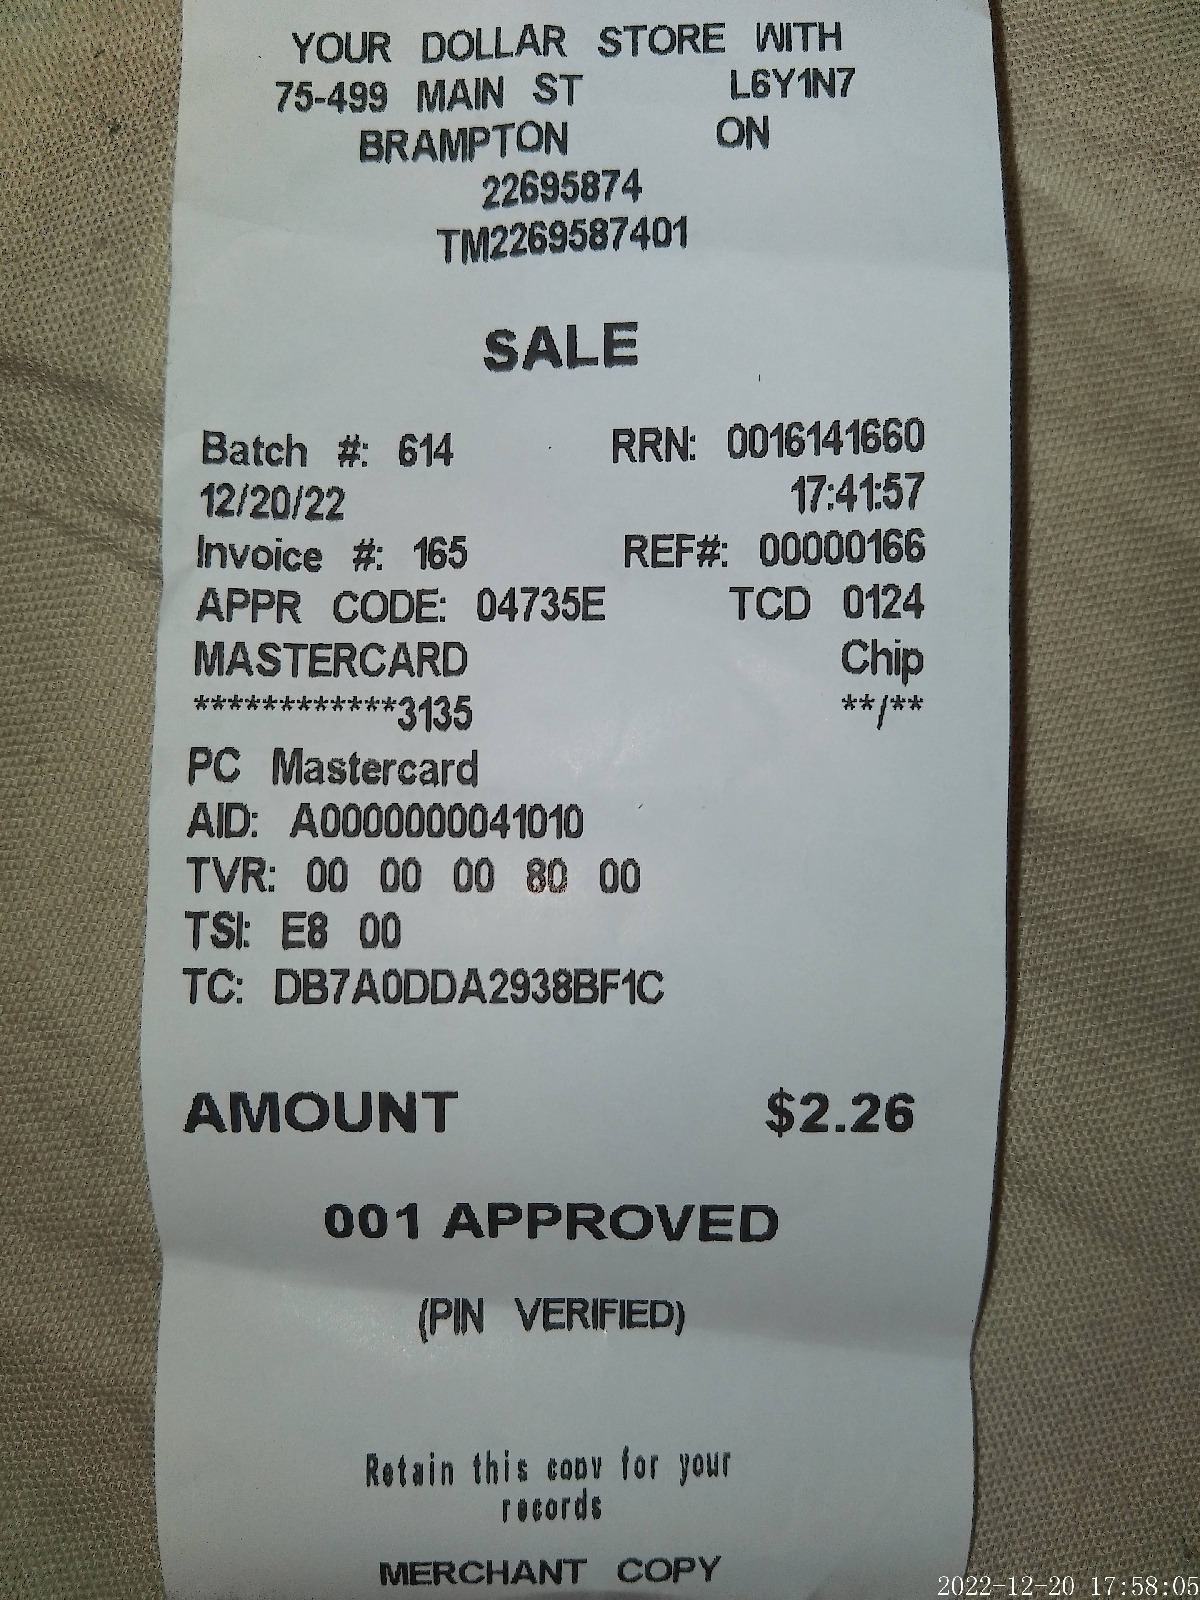 YOUR DOLLAR STORE WITH
75-499 MAIN ST L6Y1N7
BRAMPTON ON
22695874
TM2269587401
SALE
Batch #: 614 RRN: 0016141660
12/20/22 17:41:57
Invoice #: 165 REF#: 00000166
APPR CODE: 04735E TCD 0124
MASTERCARD Chip
************3135 **/**
PC Mastercard
AID: A0000000041010
TVR: 00 00 00 80 00
TSI: E8 00
TC: DB7A0DDA2938BF1C
AMOUNT $2.26
001 APPROVED
(PIN VERIFIED)
Retain this copy for your
records
MERCHANT COPY
2022-12-20 17:58:05